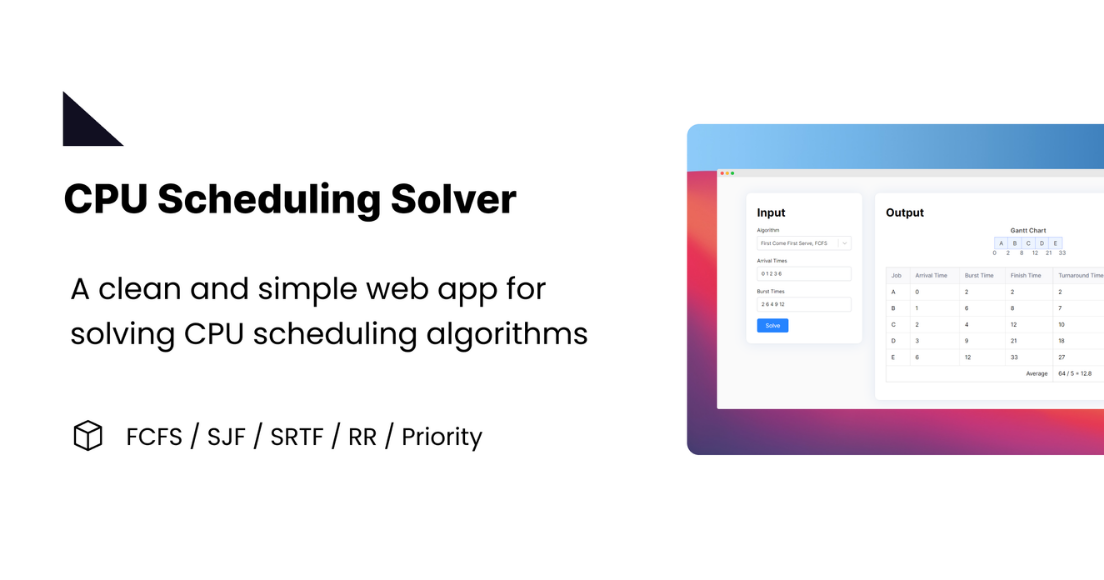 CPU Scheduling Solver
A clean and simple web app for
solving CPU scheduling algorithms
FCFS / SJF / SRTF / RR / Priority
Input
Algorithm
First Come First Serve, FCFS
Arrival Times
0 1 2 3 6
Burst Times
2 6 4 9 12
Solve
Output
Gantt Chart
A B C D E
0 2 8 12 21 33
Job Arrival Time Burst Time Finish Time Turnaround Time
A 0 2 2 2
B 1 6 8 7
C 2 4 12 10
D 3 9 21 18
E 6 12 33 27
Average 64 / 5 = 12.8